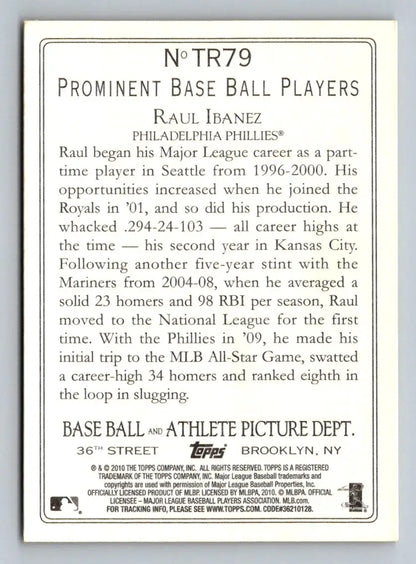 No TR79
PROMINENT BASE BALL PLAYERS
RAUL IBANEZ
PHILADELPHIA PHILLIES®
Raul began his Major League career as a part-
time player in Seattle from 1996-2000. His
opportunities increased when he joined the
Royals in '01, and so did his production. He
whacked .294-24-103 — all career highs at
the time — his second year in Kansas City.
Following another five-year stint with the
Mariners from 2004-08, when he averaged a
solid 23 homers and 98 RBI per season, Raul
moved to the National League for the first
time. With the Phillies in '09, he made his
initial trip to the MLB All-Star Game, swatted
a career-high 34 homers and ranked eighth in
the loop in slugging.
BASE BALL AND ATHLETE PICTURE DEPT.
36TH STREET Topps BROOKLYN, NY
® & © 2010 THE TOPPS COMPANY, INC. ALL RIGHTS RESERVED. TOPPS IS A REGISTERED
TRADEMARK OF THE TOPPS COMPANY, INC. Major League Baseball trademarks and
copyrights are used with permission of Major League Baseball Properties, Inc.
OFFICIALLY LICENSED PRODUCT OF MLBP. LICENSED BY MLBPA, 2010. © MLBPA. OFFICIAL
LICENSEE – MAJOR LEAGUE BASEBALL PLAYERS ASSOCIATION. MLB.com.
FOR TRACKING INFO, PLEASE SEE WWW.TOPPS.COM. CODE#36210128.